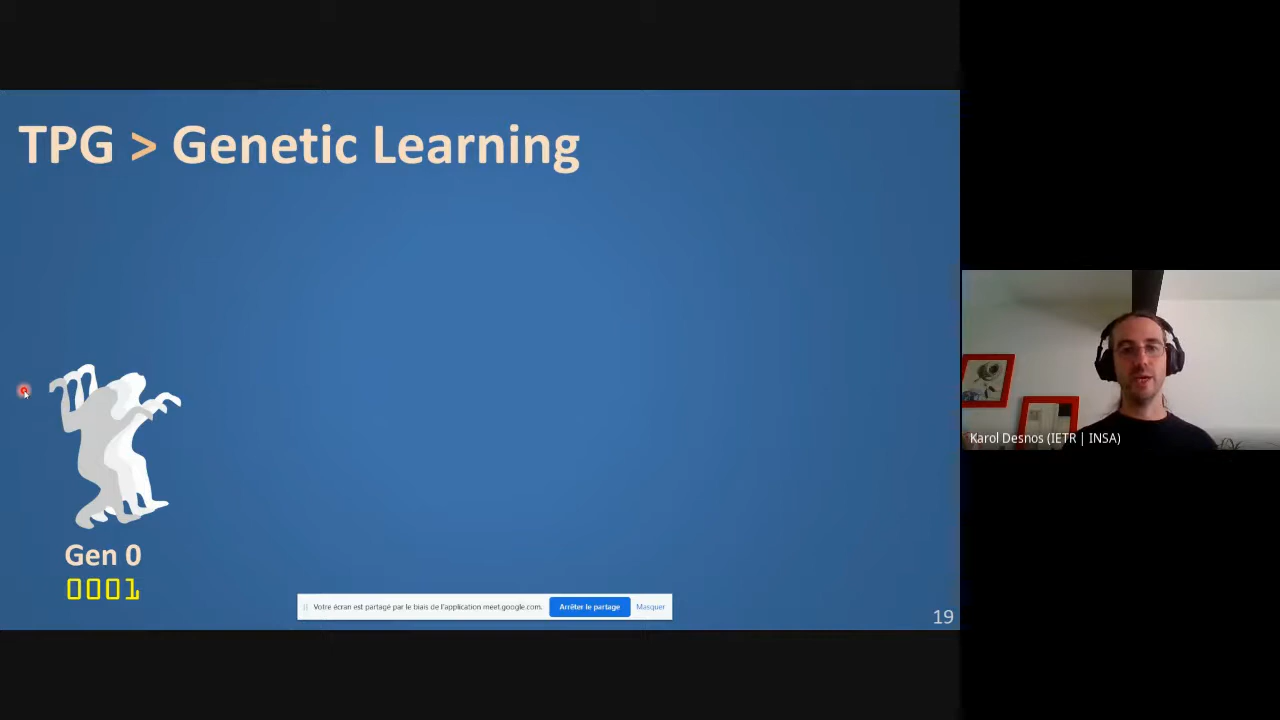 TPG > Genetic Learning
Karol Desnos (IETR | INSA)
Gen 0
0001
Votre écran est partagé par le biais de l'application meet.google.com.
Arrêter le partage
Masquer
19